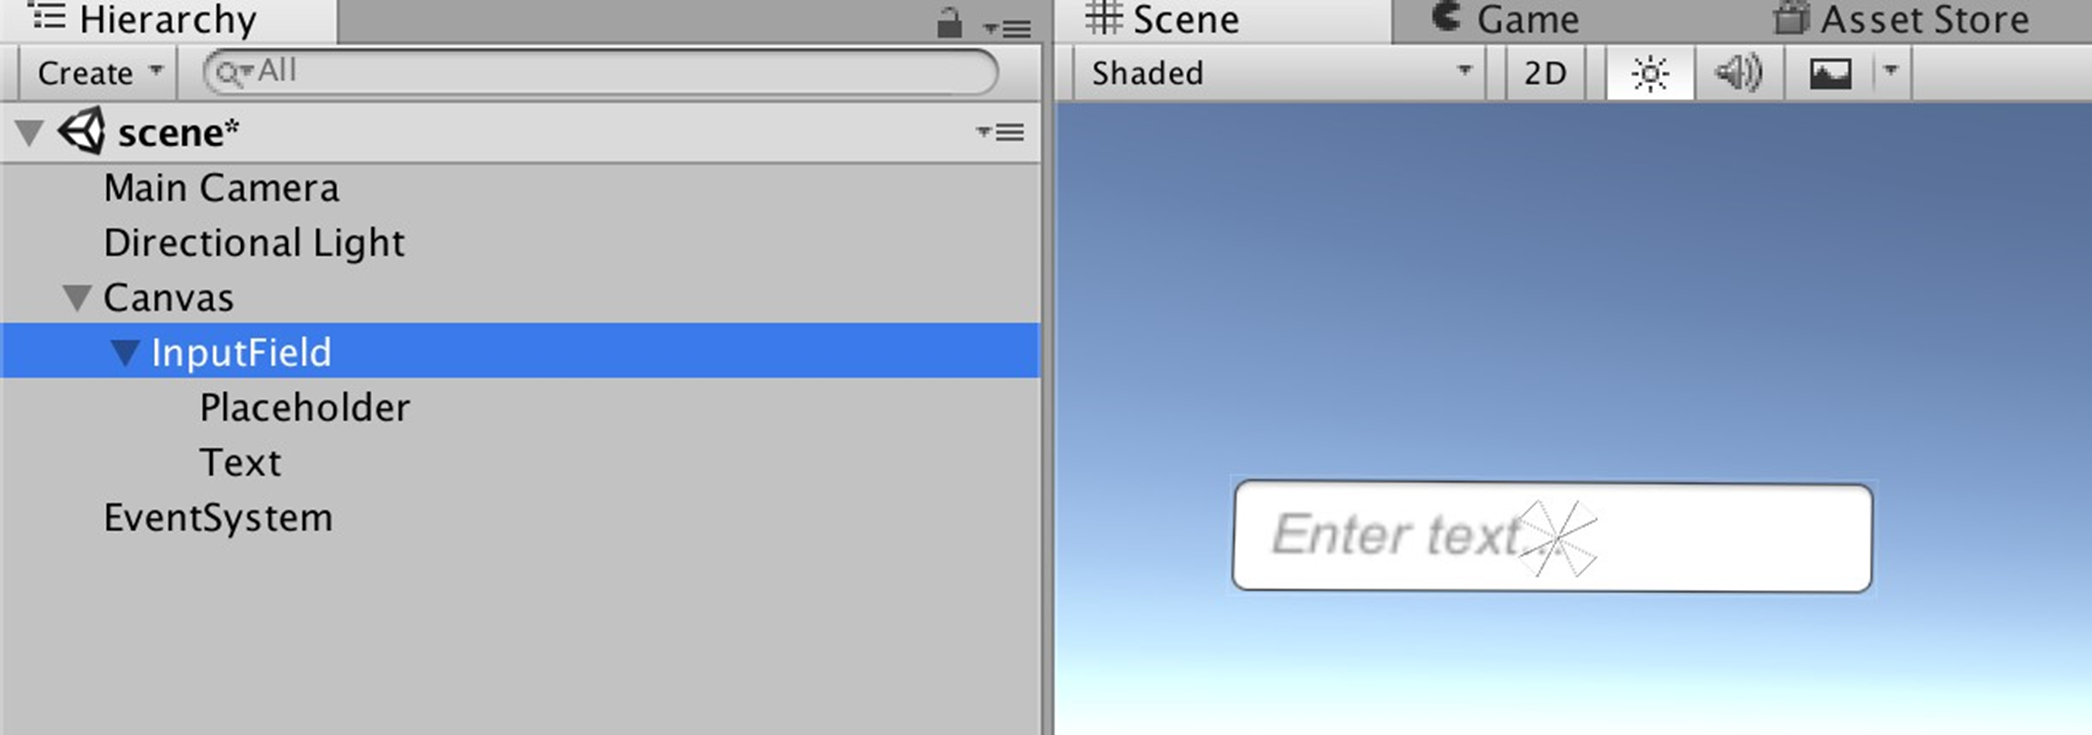 Hierarchy
Create
All
scene*
Main Camera
Directional Light
Canvas
InputField
Placeholder
Text
EventSystem
Scene
Game
Asset Store
Shaded
2D
Enter text...